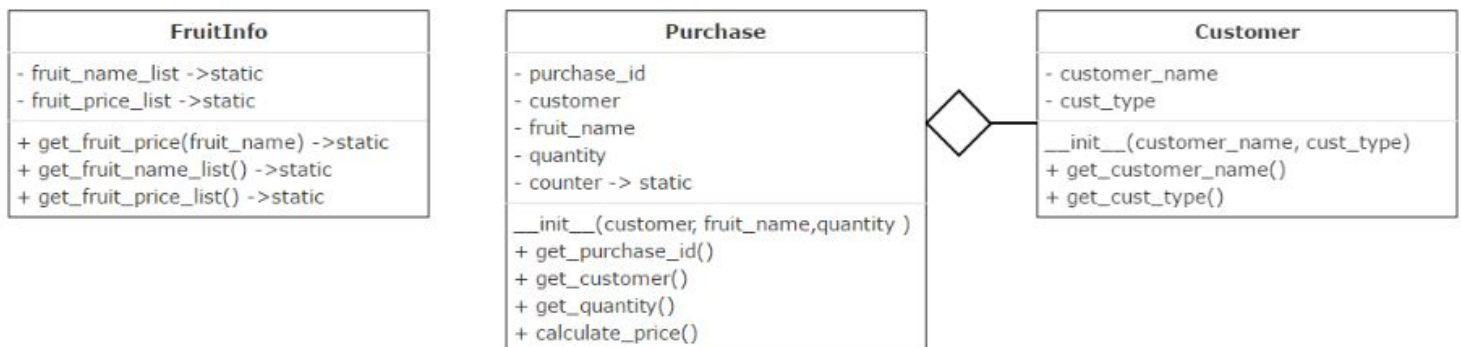 FruitInfo
- fruit_name_list ->static
- fruit_price_list ->static
+ get_fruit_price(fruit_name) ->static
+ get_fruit_name_list() ->static
+ get_fruit_price_list() ->static
Purchase
- purchase_id
- customer
- fruit_name
- quantity
- counter -> static
__init__(customer, fruit_name,quantity )
+ get_purchase_id()
+ get_customer()
+ get_quantity()
+ calculate_price()
Customer
- customer_name
- cust_type
__init__(customer_name, cust_type)
+ get_customer_name()
+ get_cust_type()